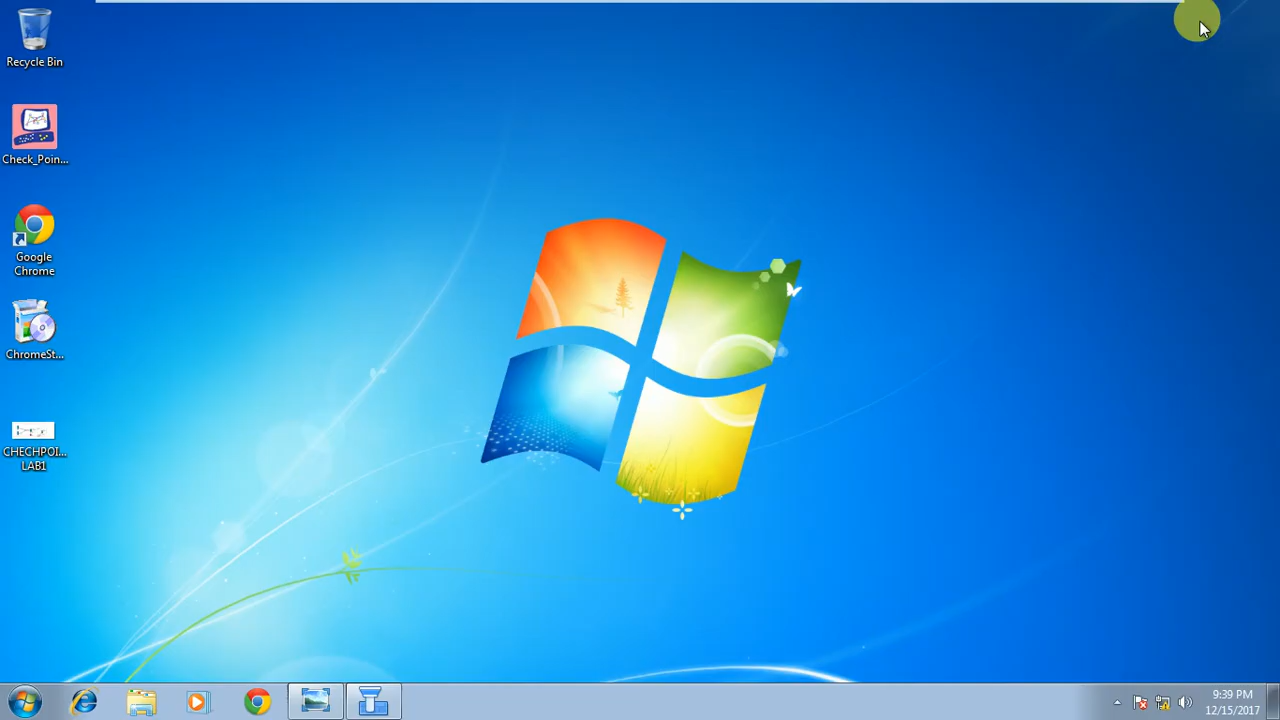 Recycle Bin
Check_Poin...
Google
Chrome
ChromeSt...
CHECHPOI...
LAB1
9:39 PM
12/15/2017